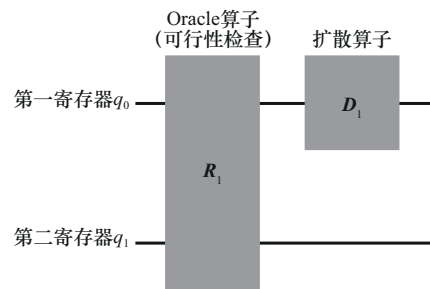 Oracle算子
（可行性检查）
扩散算子
第一寄存器q₀
D₁
R₁
第二寄存器q₁